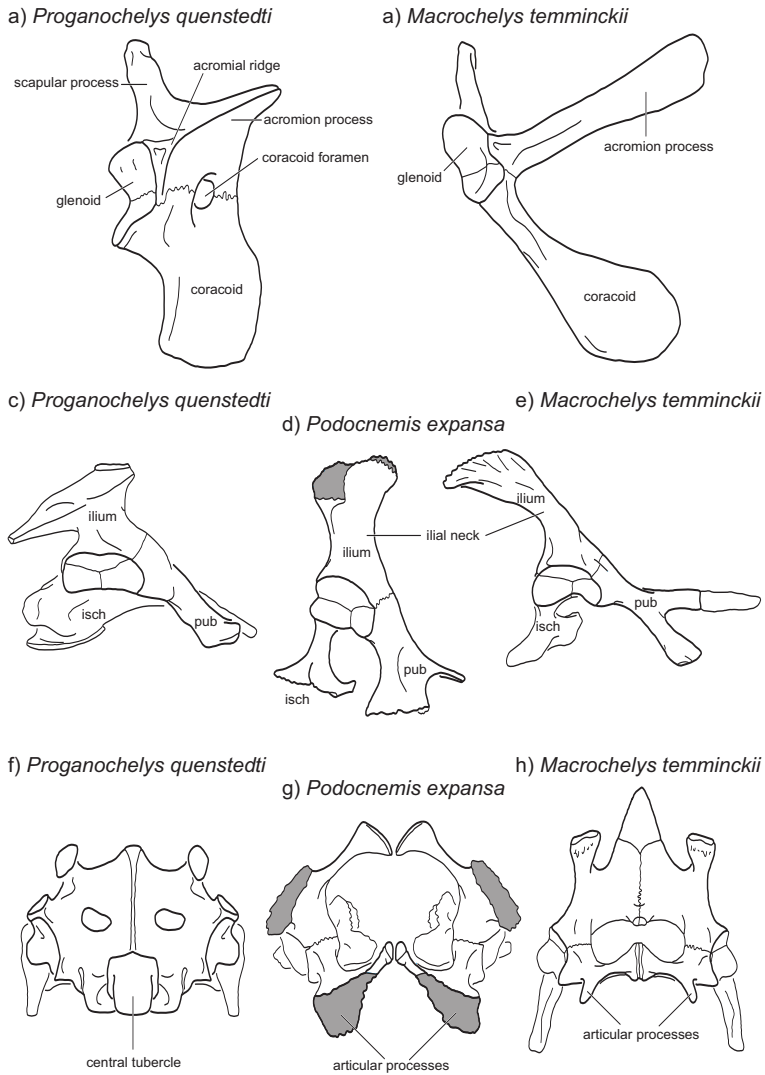 a) Proganochelys quenstedti
a) Macrochelys temminckii
scapular process
acromial ridge
acromion process
coracoid foramen
glenoid
coracoid
acromion process
glenoid
coracoid
c) Proganochelys quenstedti
e) Macrochelys temminckii
d) Podocnemis expansa
ilium
isch
pub
ilium
ilial neck
isch
pub
ilium
pub
isch
f) Proganochelys quenstedti
h) Macrochelys temminckii
g) Podocnemis expansa
central tubercle
articular processes
articular processes